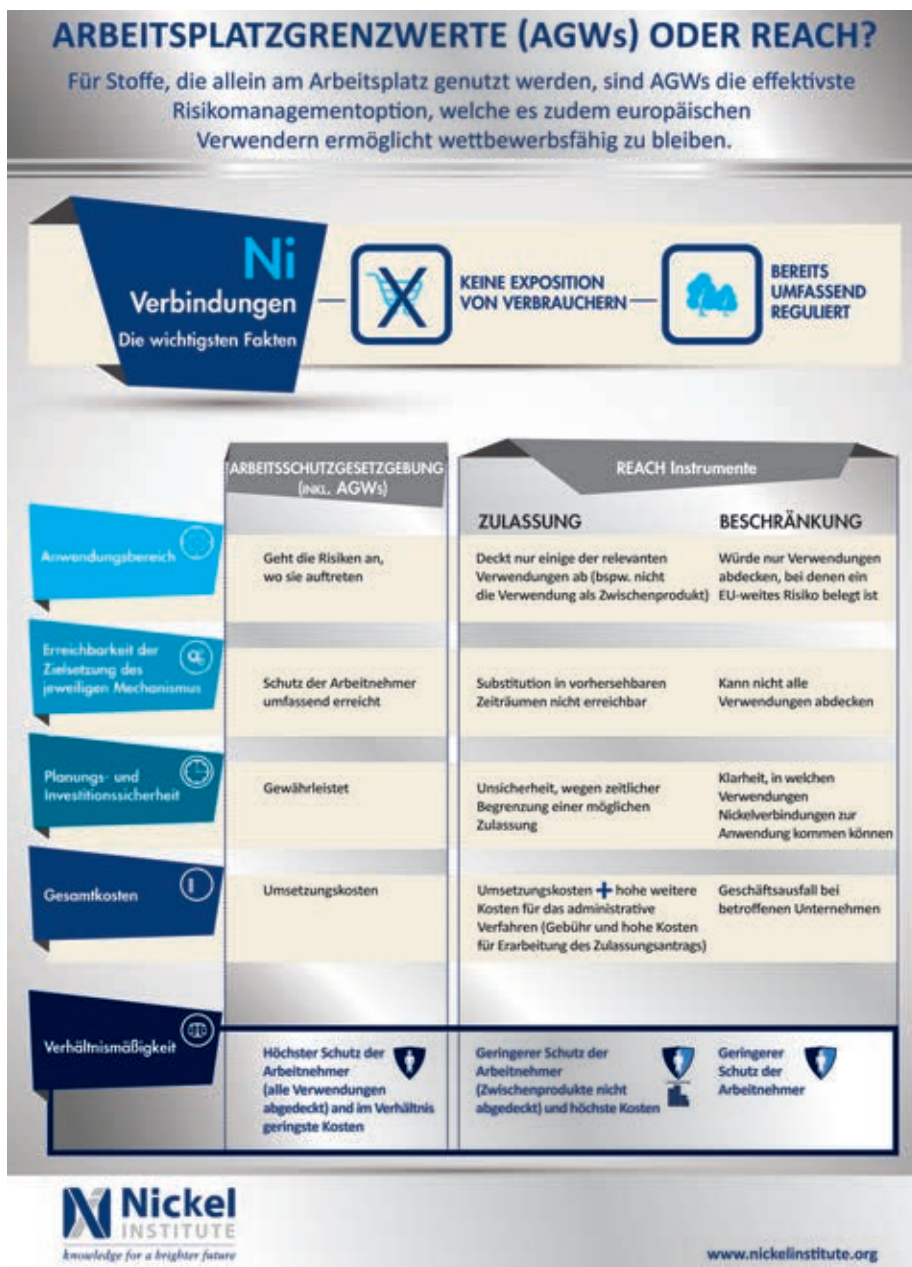 ARBEITSPLATZGRENZWERTE (AGWs) ODER REACH?
Für Stoffe, die allein am Arbeitsplatz genutzt werden, sind AGWs die effektivste
Risikomanagementoption, welche es zudem europäischen
Verwendern ermöglicht wettbewerbsfähig zu bleiben.
Ni
Verbindungen
Die wichtigsten Fakten
KEINE EXPOSITION
VON VERBRAUCHERN
BEREITS
UMFASSEND
REGULIERT
ARBEITSSCHUTZGESETZGEBUNG
(INKL. AGWs)
REACH Instrumente
ZULASSUNG
BESCHRÄNKUNG
Anwendungsbereich
Geht die Risiken an,
wo sie auftreten
Deckt nur einige der relevanten
Verwendungen ab (bspw. nicht
die Verwendung als Zwischenprodukt)
Würde nur Verwendungen
abdecken, bei denen ein
EU-weites Risiko belegt ist
Erreichbarkeit der
Zielsetzung des
jeweiligen Mechanismus
Schutz der Arbeitnehmer
umfassend erreicht
Substitution in vorhersehbaren
Zeiträumen nicht erreichbar
Kann nicht alle
Verwendungen abdecken
Planungs- und
Investitionssicherheit
Gewährleistet
Unsicherheit, wegen zeitlicher
Begrenzung einer möglichen
Zulassung
Klarheit, in welchen
Verwendungen
Nickelverbindungen zur
Anwendung kommen können
Gesamtkosten
Umsetzungskosten
Umsetzungskosten + hohe weitere
Kosten für das administrative
Verfahren (Gebühr und hohe Kosten
für Erarbeitung des Zulassungsantrags)
Geschäftsausfall bei
betroffenen Unternehmen
Verhältnismäßigkeit
Höchster Schutz der
Arbeitnehmer
(alle Verwendungen
abgedeckt) and im Verhältnis
geringste Kosten
Geringerer Schutz der
Arbeitnehmer
(Zwischenprodukte nicht
abgedeckt) und höchste Kosten
Geringerer
Schutz der
Arbeitnehmer
Nickel
INSTITUTE
knowledge for a brighter future
www.nickelinstitute.org